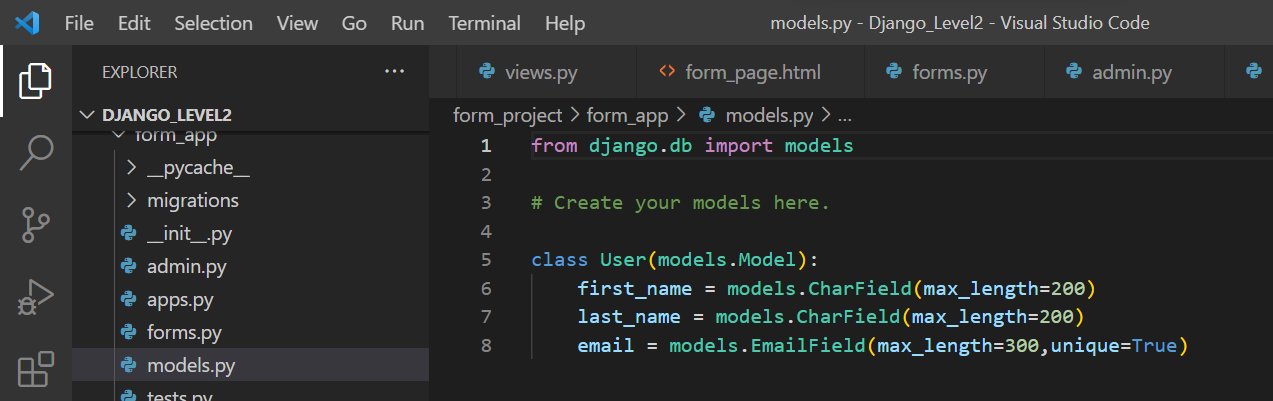 File Edit Selection View Go Run Terminal Help models.py - Django_Level2 - Visual Studio Code
EXPLORER ...
views.py <> form_page.html forms.py admin.py
DJANGO_LEVEL2
form_project > form_app > models.py > ...
form_app
__pycache__
migrations
__init__.py
admin.py
apps.py
forms.py
models.py
tests.py
1 from django.db import models
2
3 # Create your models here.
4
5 class User(models.Model):
6 first_name = models.CharField(max_length=200)
7 last_name = models.CharField(max_length=200)
8 email = models.EmailField(max_length=300,unique=True)